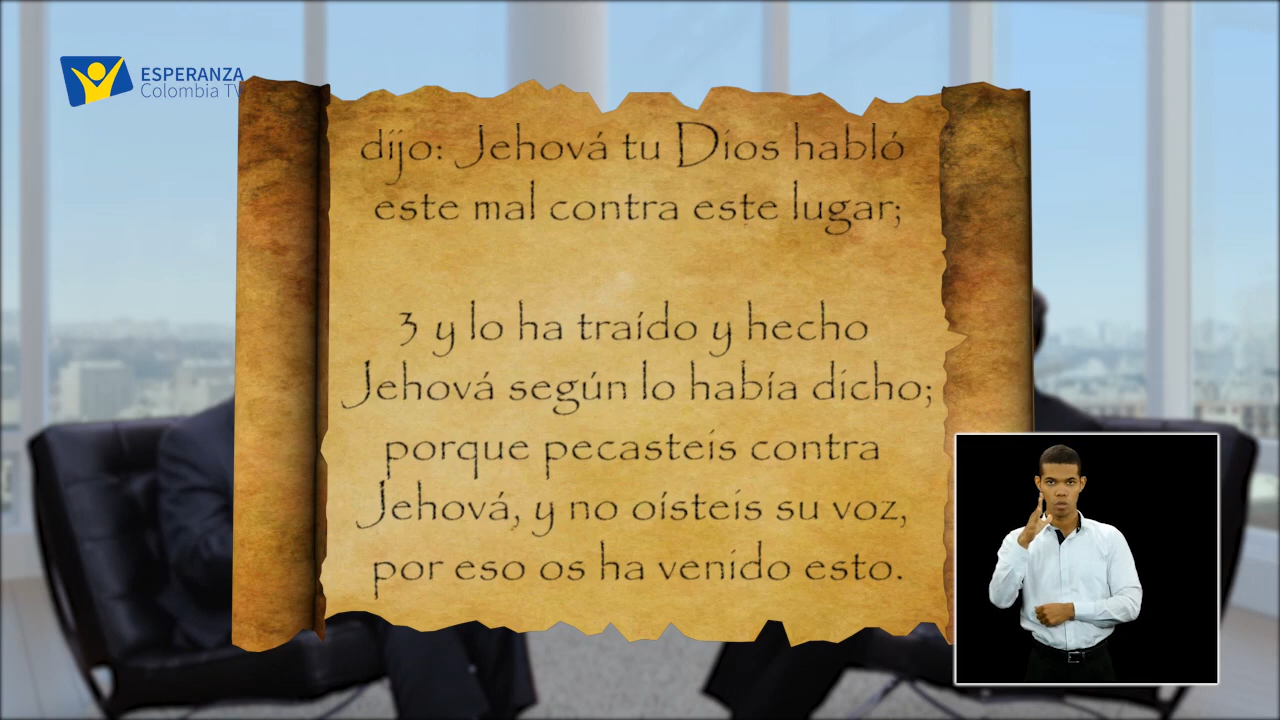 ESPERANZA
Colombia TV
dijo: Jehová tu Dios habló
este mal contra este lugar;
3 y lo ha traído y hecho
Jehová según lo había dicho;
porque pecasteis contra
Jehová, y no oísteis su voz,
por eso os ha venido esto.